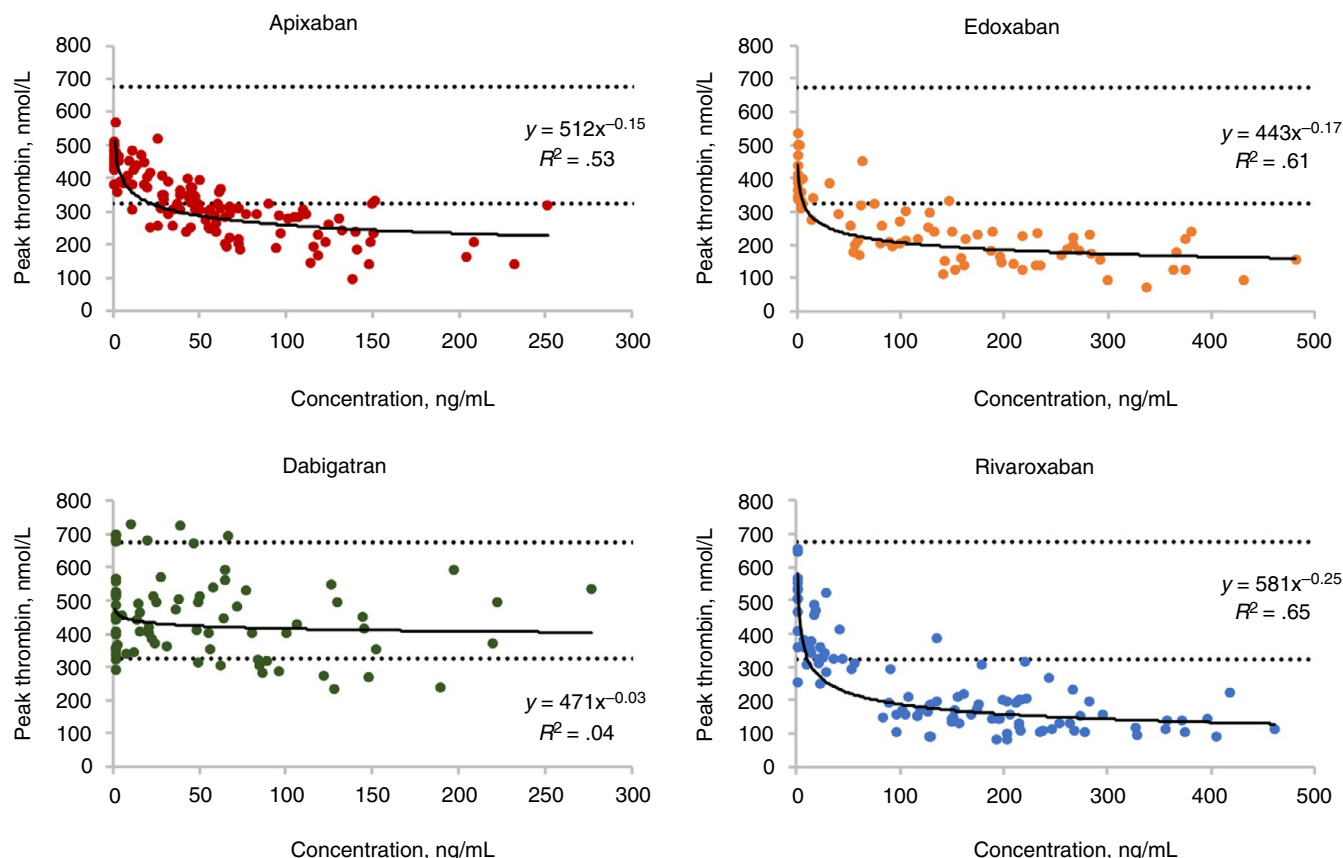 Apixaban
800
700
600
500
400
300
200
100
0
Peak thrombin, nmol/L
y = 512x^–0.15
R² = .53
0 50 100 150 200 250 300
Concentration, ng/mL
Edoxaban
800
700
600
500
400
300
200
100
0
Peak thrombin, nmol/L
y = 443x^–0.17
R² = .61
0 100 200 300 400 500
Concentration, ng/mL
Dabigatran
800
700
600
500
400
300
200
100
0
Peak thrombin, nmol/L
y = 471x^–0.03
R² = .04
0 50 100 150 200 250 300
Concentration, ng/mL
Rivaroxaban
800
700
600
500
400
300
200
100
0
Peak thrombin, nmol/L
y = 581x^–0.25
R² = .65
0 100 200 300 400 500
Concentration, ng/mL